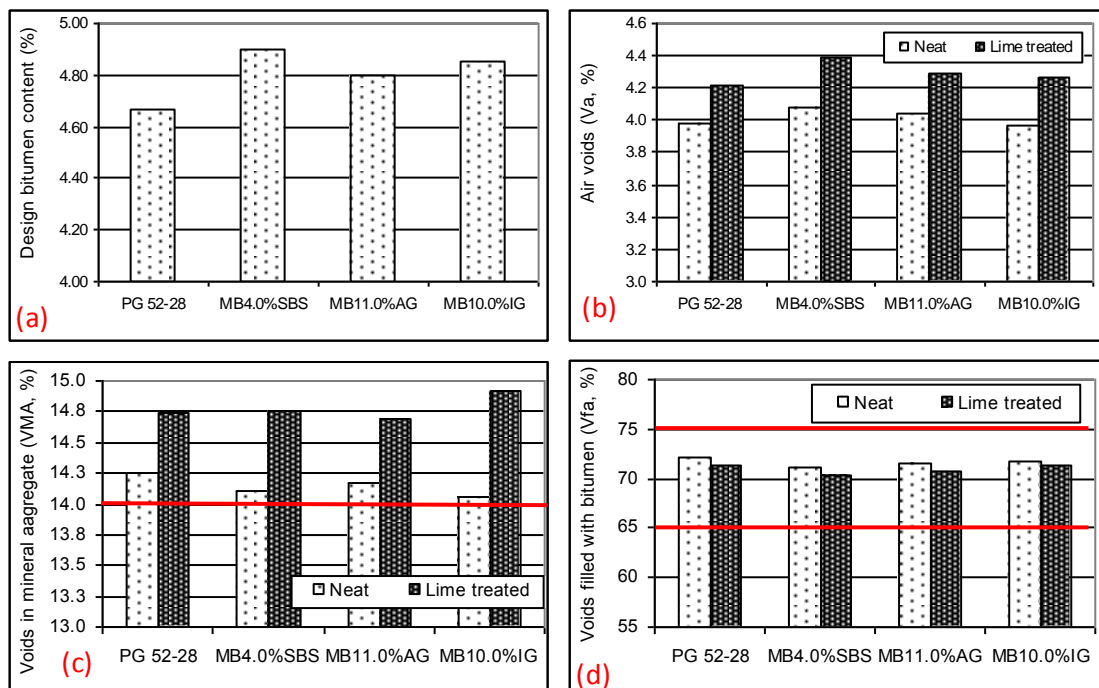 Design bitumen content (%)
5.00
4.80
4.60
4.40
4.20
4.00
PG 52-28 MB4.0%SBS MB11.0%AG MB10.0%IG
(a)
Air voids (Va, %)
4.6
4.4
4.2
4.0
3.8
3.6
3.4
3.2
3.0
Neat Lime treated
PG 52-28 MB4.0%SBS MB11.0%AG MB10.0%IG
(b)
Voids in mineral aagregate (VMA, %)
15.0
14.8
14.5
14.3
14.0
13.8
13.5
13.3
13.0
Neat Lime treated
PG 52-28 MB4.0%SBS MB11.0%AG MB10.0%IG
(c)
Voids filled with bitumen (Vfa, %)
80
75
70
65
60
55
Neat Lime treated
PG 52-28 MB4.0%SBS MB11.0%AG MB10.0%IG
(d)